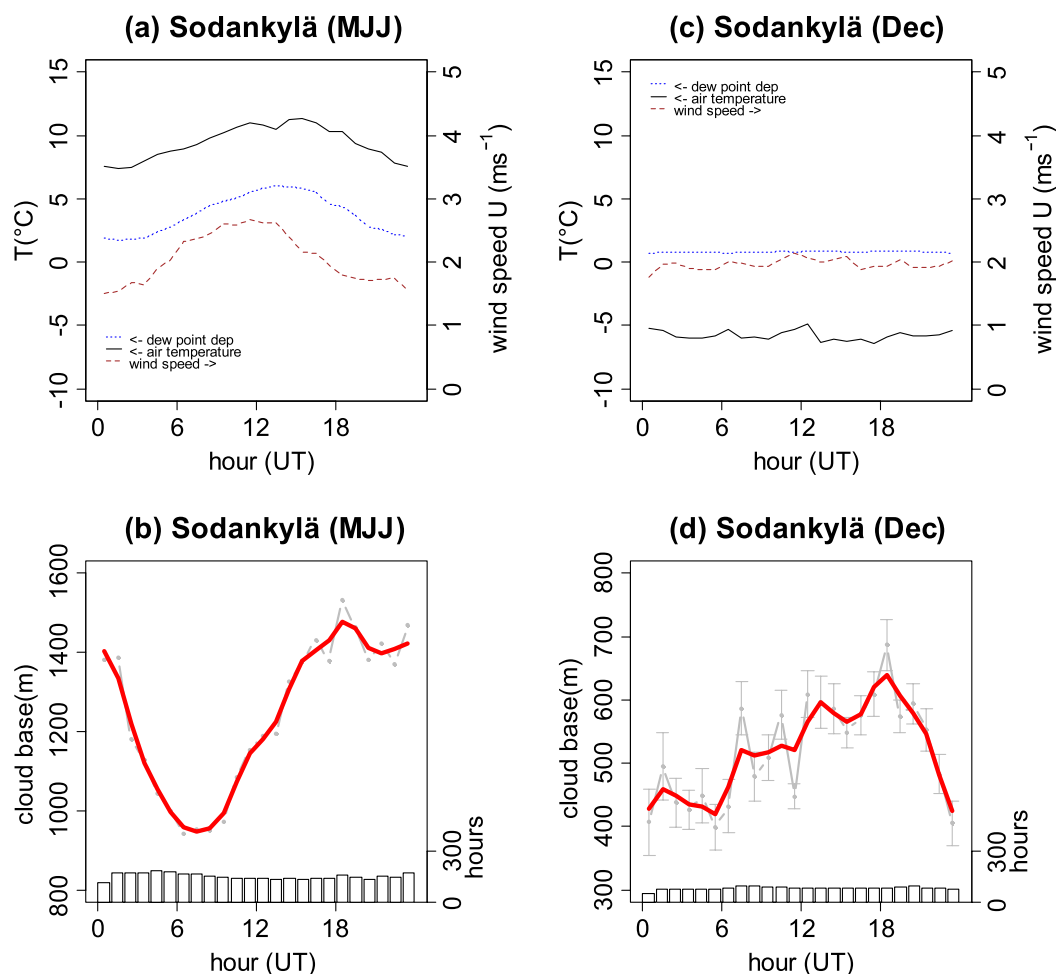 (a) Sodankylä (MJJ)
15
10
5
0
-5
-10
T(°C)
5
4
3
2
1
0
wind speed U (ms⁻¹)
<- dew point dep
<- air temperature
wind speed ->
0 6 12 18
hour (UT)
(c) Sodankylä (Dec)
15
10
5
0
-5
-10
T(°C)
5
4
3
2
1
0
wind speed U (ms⁻¹)
<- dew point dep
<- air temperature
wind speed ->
0 6 12 18
hour (UT)
(b) Sodankylä (MJJ)
1600
1400
1200
1000
800
cloud base(m)
300
0
hours
0 6 12 18
hour (UT)
(d) Sodankylä (Dec)
800
700
600
500
400
300
cloud base(m)
300
0
hours
0 6 12 18
hour (UT)